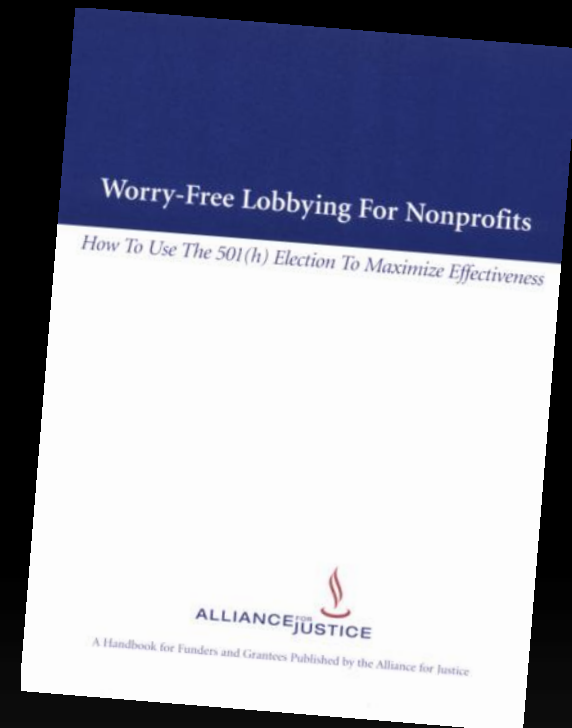 Worry-Free Lobbying For Nonprofits
How To Use The 501(h) Election To Maximize Effectiveness
ALLIANCE FOR JUSTICE
A Handbook for Funders and Grantees Published by the Alliance for Justice